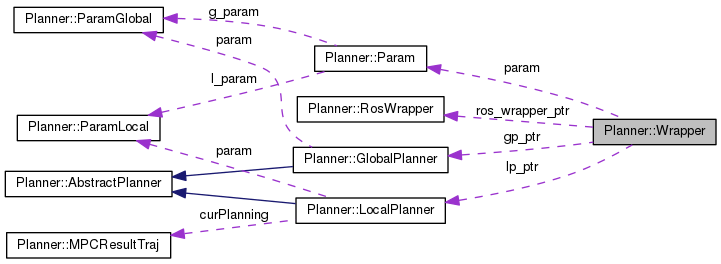 Planner::ParamGlobal
g_param
param
Planner::Param
param
l_param
Planner::RosWrapper
ros_wrapper_ptr
Planner::ParamLocal
Planner::Wrapper
gp_ptr
param
Planner::GlobalPlanner
lp_ptr
Planner::AbstractPlanner
Planner::LocalPlanner
curPlanning
Planner::MPCResultTraj